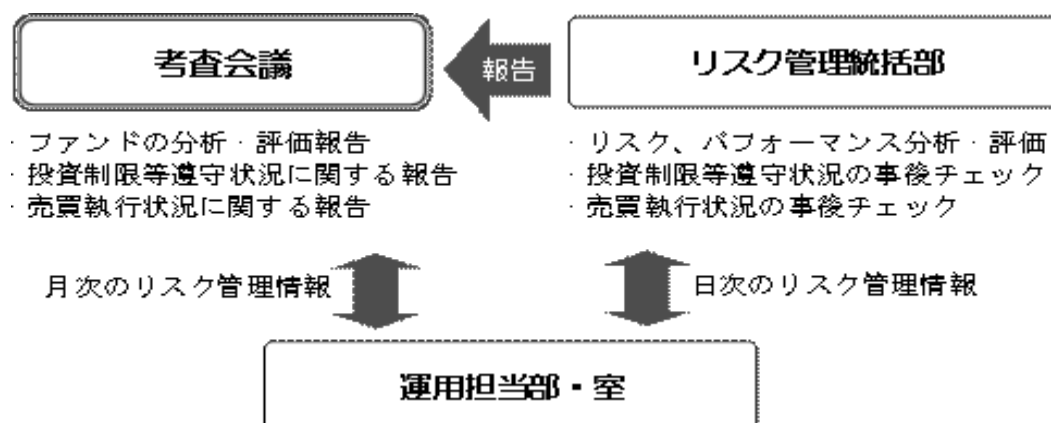 考査会議
報告
リスク管理統括部
· ファンドの分析・評価報告
· 投資制限等遵守状況に関する報告
· 売買執行状況に関する報告
· リスク、パフォーマンス分析・評価
· 投資制限等遵守状況の事後チェック
· 売買執行状況の事後チェック
月次のリスク管理情報
日次のリスク管理情報
運用担当部・室